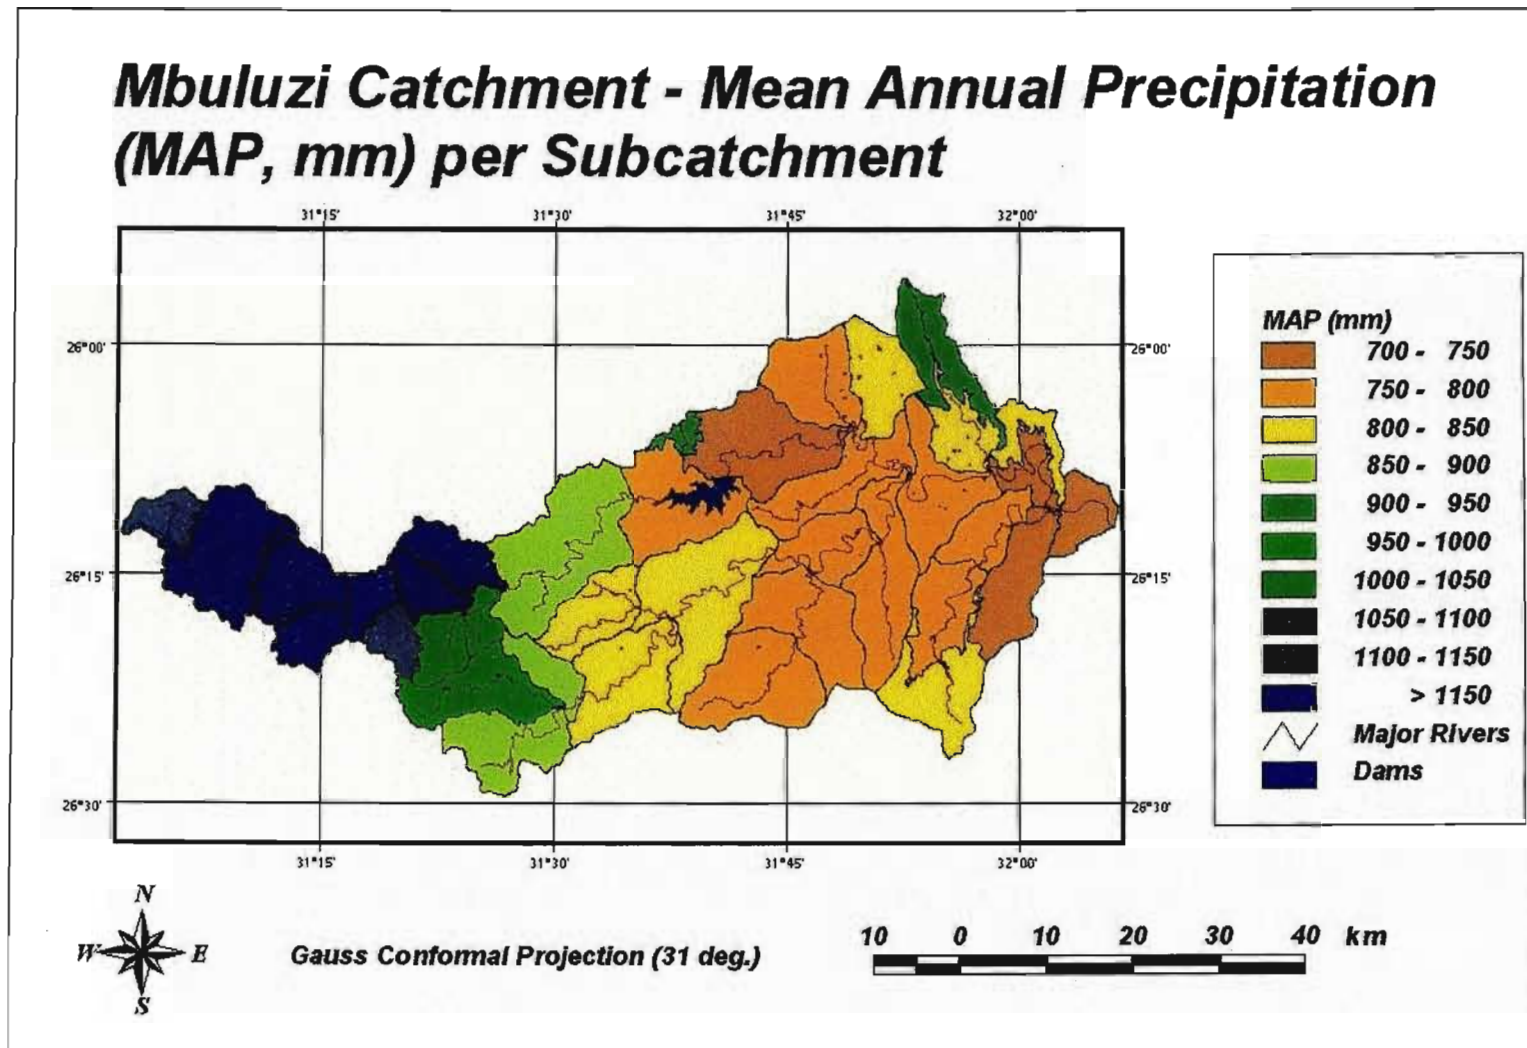 Mbuluzi Catchment - Mean Annual Precipitation
(MAP, mm) per Subcatchment
31°15' 31°30' 31°45' 32°00'
26°00' 26°00'
26°15' 26°15'
26°30' 26°30'
31°15' 31°30' 31°45' 32°00'
MAP (mm)
700 - 750
750 - 800
800 - 850
850 - 900
900 - 950
950 - 1000
1000 - 1050
1050 - 1100
1100 - 1150
> 1150
Major Rivers
Dams
N
W E
S
Gauss Conformal Projection (31 deg.)
10 0 10 20 30 40 km